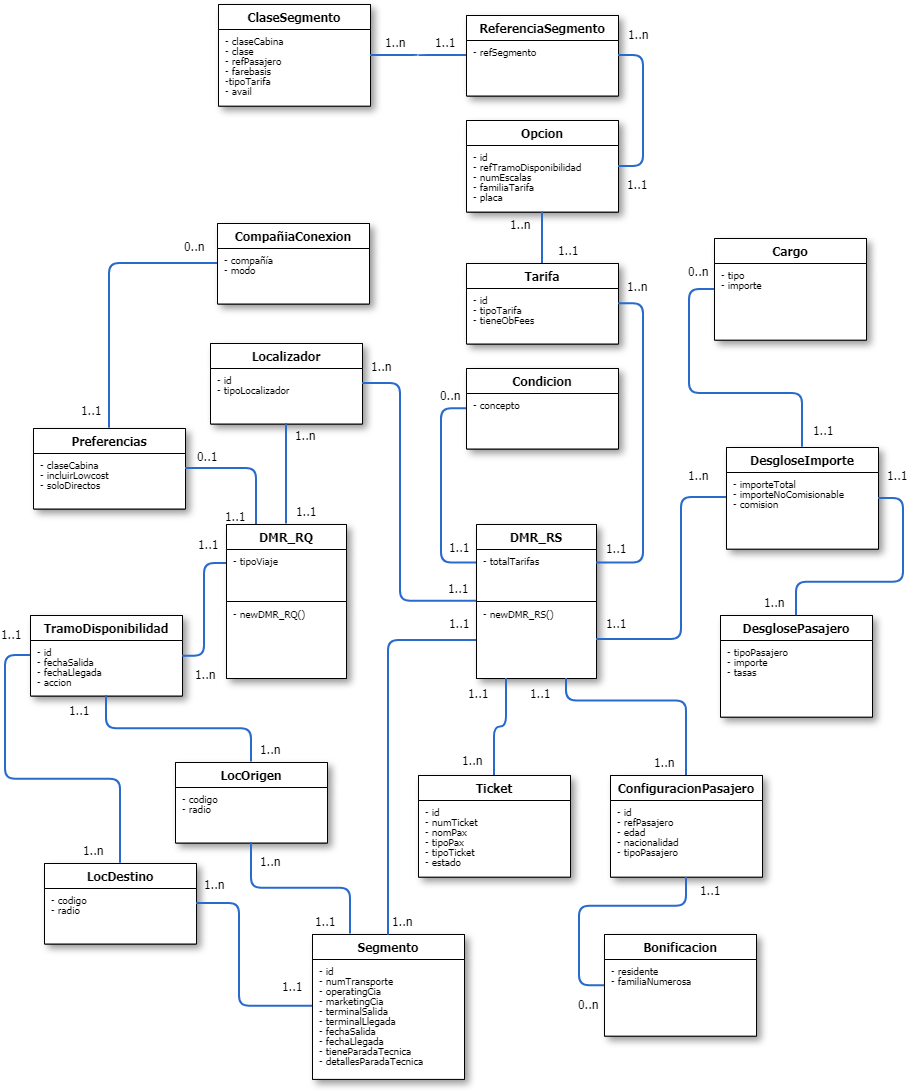 ClaseSegmento
- claseCabina
- clase
- refPasajero
- farebasis
-tipoTarifa
- avail
1..n
1..1
ReferenciaSegmento
- refSegmento
1..n
Opcion
- id
- refTramoDisponibilidad
- numEscalas
- familiaTarifa
- placa
1..1
1..n
1..1
CompañiaConexion
- compañía
- modo
0..n
1..1
Tarifa
- id
- tipoTarifa
- tieneObFees
1..n
Cargo
- tipo
- importe
0..n
1..1
Localizador
- id
- tipoLocalizador
1..n
1..n
1..1
Condicion
- concepto
0..n
Preferencias
- claseCabina
- incluirLowcost
- soloDirectos
0..1
1..1
DesgloseImporte
- importeTotal
- importeNoComisionable
- comision
1..n
1..1
DMR_RQ
- tipoViaje
- newDMR_RQ()
1..1
1..n
DMR_RS
- totalTarifas
- newDMR_RS()
1..1
1..1
1..1
1..1
1..1
1..1
1..1
TramoDisponibilidad
- id
- fechaSalida
- fechaLlegada
- accion
1..1
1..1
DesglosePasajero
- tipoPasajero
- importe
- tasas
1..n
LocOrigen
- codigo
- radio
1..n
1..n
Ticket
- id
- numTicket
- nomPax
- tipoPax
- tipoTicket
- estado
1..n
ConfiguracionPasajero
- id
- refPasajero
- edad
- nacionalidad
- tipoPasajero
1..n
1..1
LocDestino
- codigo
- radio
1..n
1..n
Segmento
- id
- numTransporte
- operatingCia
- marketingCia
- terminalSalida
- terminalLlegada
- fechaSalida
- fechaLlegada
- tieneParadaTecnica
- detallesParadaTecnica
1..1
1..n
1..1
Bonificacion
- residente
- familiaNumerosa
0..n